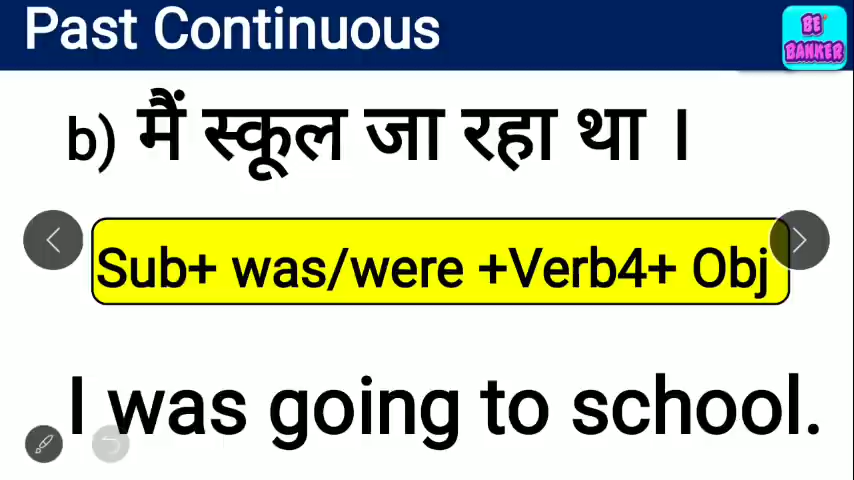 Past Continuous
BE
BANKER
b) मैं स्कूल जा रहा था ।
Sub+ was/were +Verb4+ Obj
I was going to school.